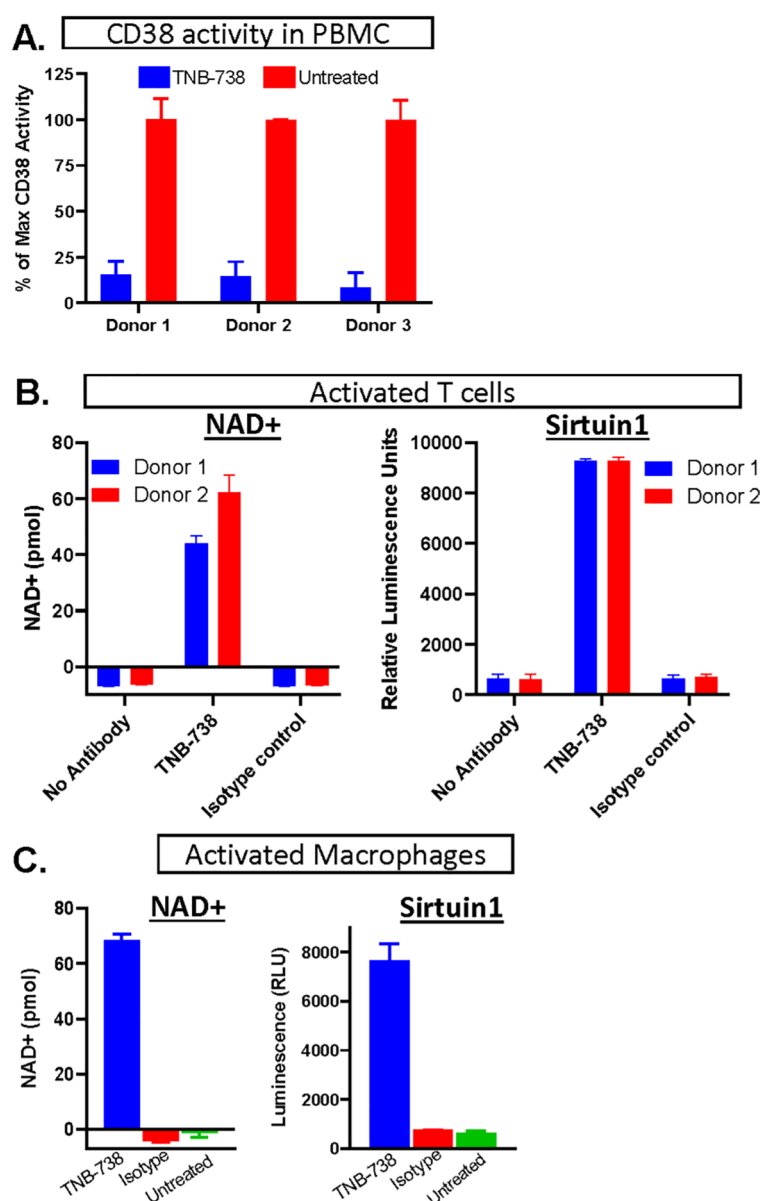 A.
CD38 activity in PBMC
TNB-738
Untreated
% of Max CD38 Activity
125
100
75
50
25
0
Donor 1
Donor 2
Donor 3
B.
Activated T cells
NAD+
Donor 1
Donor 2
NAD+ (pmol)
80
60
40
20
0
No Antibody
TNB-738
Isotype control
Sirtuin1
Donor 1
Donor 2
Relative Luminescence Units
10000
8000
6000
4000
2000
0
No Antibody
TNB-738
Isotype control
C.
Activated Macrophages
NAD+
NAD+ (pmol)
80
60
40
20
0
TNB-738
Isotype
Untreated
Sirtuin1
Luminescence (RLU)
8000
6000
4000
2000
0
TNB-738
Isotype
Untreated